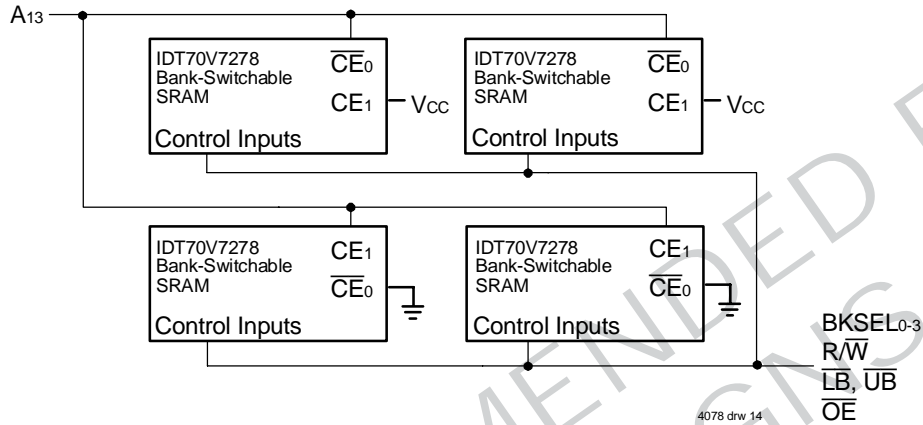 A13
IDT70V7278
Bank-Switchable
SRAM
CE0
CE1
VCC
Control Inputs
IDT70V7278
Bank-Switchable
SRAM
CE0
CE1
VCC
Control Inputs
IDT70V7278
Bank-Switchable
SRAM
CE1
CE0
Control Inputs
IDT70V7278
Bank-Switchable
SRAM
CE1
CE0
Control Inputs
BKSEL0-3
R/W
LB, UB
OE
4078 drw 14